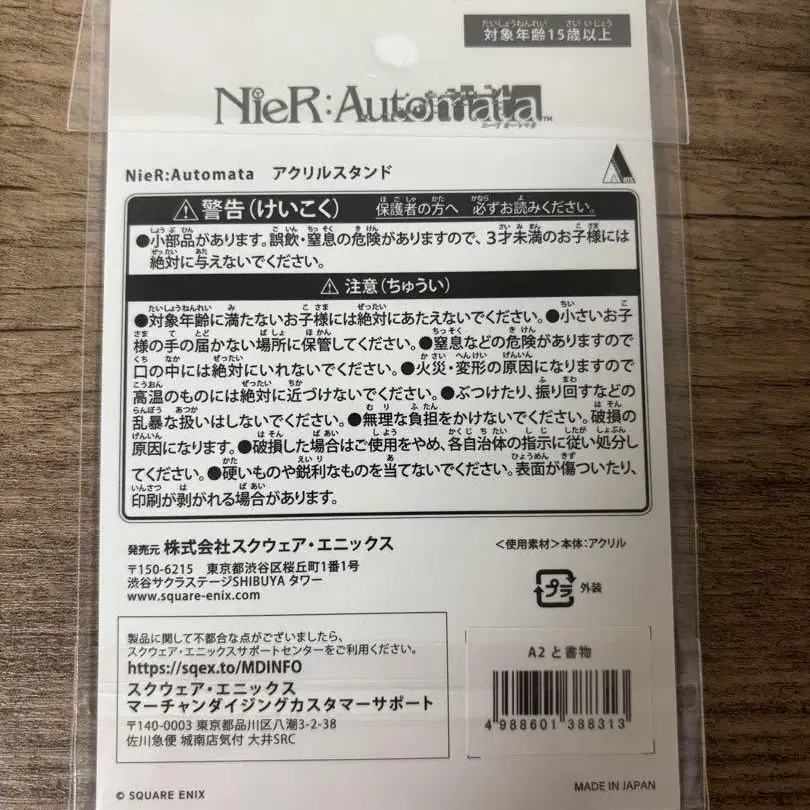 対象年齢15歳以上
NieR:Automata™
ニーア オートマタ
NieR:Automata　アクリルスタンド
⚠警告(けいこく)　保護者の方へ　必ずお読みください。
●小部品があります。誤飲・窒息の危険がありますので、3才未満のお子様には
絶対に与えないでください。
⚠注意(ちゅうい)
●対象年齢に満たないお子様には絶対にあたえないでください。●小さいお子
様の手の届かない場所に保管してください。●窒息などの危険がありますので
口の中には絶対にいれないでください。●火災・変形の原因になりますので
高温のものには絶対に近づけないでください。●ぶつけたり、振り回すなどの
乱暴な扱いはしないでください。●無理な負担をかけないでください。破損の
原因になります。●破損した場合はご使用をやめ、各自治体の指示に従い処分し
てください。●硬いものや鋭利なものを当てないでください。表面が傷ついたり、
印刷が剥がれる場合があります。
発売元 株式会社スクウェア・エニックス
〒150-6215　東京都渋谷区桜丘町1番1号
渋谷サクラステージSHIBUYA タワー
www.square-enix.com
＜使用素材＞本体:アクリル
プラ 外装
製品に関して不都合な点がございましたら、
スクウェア・エニックスサポートセンターをご利用ください。
https://sqex.to/MDINFO
スクウェア・エニックス
マーチャンダイジングカスタマーサポート
〒140-0003 東京都品川区八潮3-2-38
佐川急便 城南店気付 大井SRC
A2 と書物
4 988601 388313
© SQUARE ENIX
MADE IN JAPAN